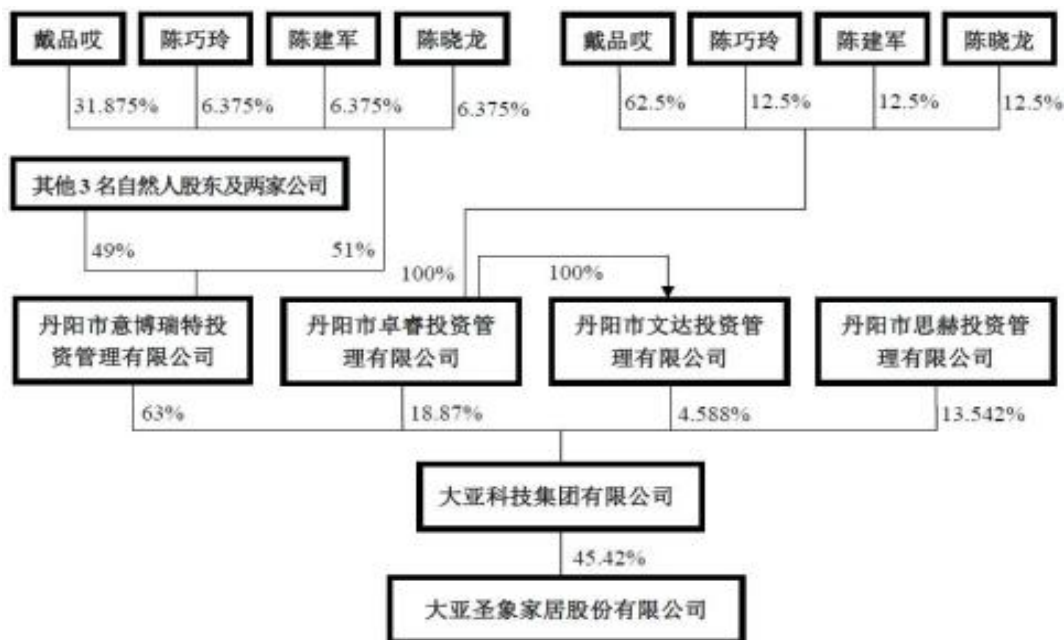 戴品哎
陈巧玲
陈建军
陈晓龙
戴品哎
陈巧玲
陈建军
陈晓龙
31.875%
6.375%
6.375%
6.375%
62.5%
12.5%
12.5%
12.5%
其他3名自然人股东及两家公司
49%
51%
100%
100%
丹阳市意博瑞特投
资管理有限公司
丹阳市卓睿投资管
理有限公司
丹阳市文达投资管
理有限公司
丹阳市思赫投资管
理有限公司
63%
18.87%
4.588%
13.542%
大亚科技集团有限公司
45.42%
大亚圣象家居股份有限公司